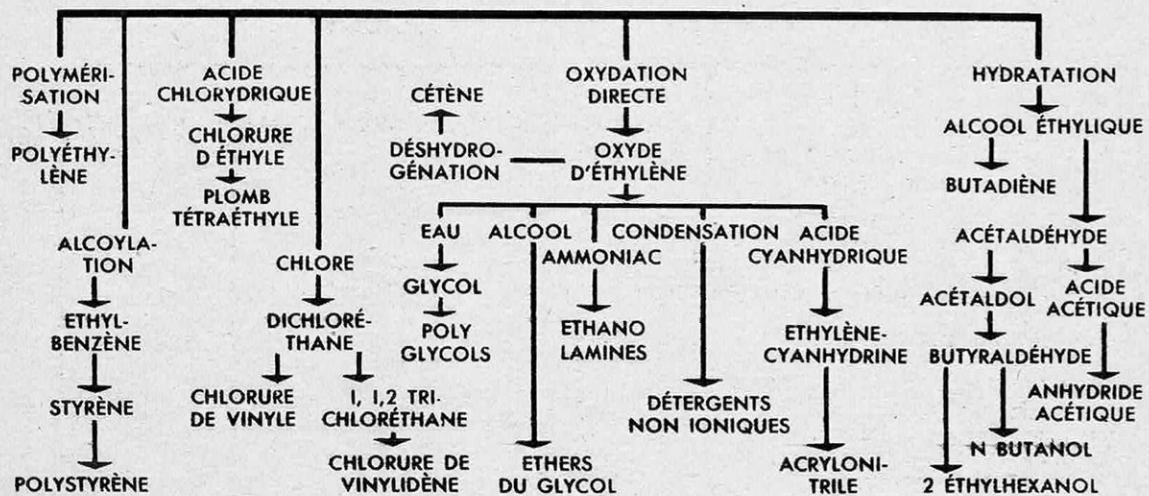 POLYMÉRI-
SATION
POLYÉTHY-
LÈNE
ALCOYLA-
TION
ETHYL-
BENZÈNE
STYRÈNE
POLYSTYRÈNE
ACIDE
CHLORYDRIQUE
CHLORURE
D ÉTHYLE
PLOMB
TÉTRAÉTHYLE
CHLORE
DICHLORÉ-
THANE
CHLORURE
DE VINYLE
1, 1,2 TRI-
CHLORÉTHANE
CHLORURE DE
VINYLIDÈNE
OXYDATION
DIRECTE
OXYDE
D'ÉTHYLÈNE
DÉSHYDRO-
GÉNATION
CÉTÈNE
EAU
GLYCOL
POLY
GLYCOLS
ALCOOL
ETHERS
DU GLYCOL
AMMONIAC
ETHANO
LAMINES
CONDENSATION
DÉTERGENTS
NON IONIQUES
ACIDE
CYANHYDRIQUE
ETHYLÈNE-
CYANHYDRINE
ACRYLONI-
TRILE
HYDRATATION
ALCOOL ÉTHYLIQUE
BUTADIÈNE
ACÉTALDÉHYDE
ACÉTALDOL
BUTYRALDÉHYDE
N BUTANOL
2 ÉTHYLHEXANOL
ACIDE
ACÉTIQUE
ANHYDRIDE
ACÉTIQUE